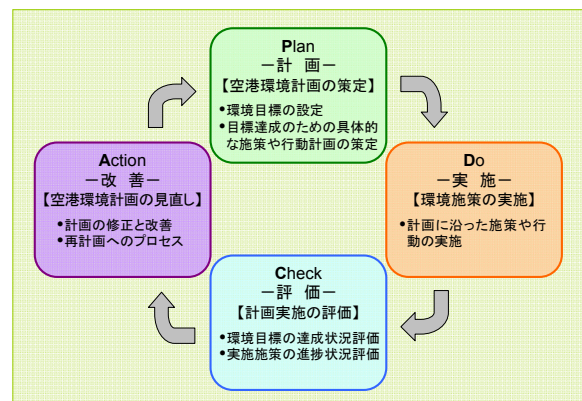 Plan
－計 画－
【空港環境計画の策定】
•環境目標の設定
•目標達成のための具体的
な施策や行動計画の策定
Action
－改 善－
【空港環境計画の見直し】
•計画の修正と改善
•再計画へのプロセス
Do
－実 施－
【環境施策の実施】
•計画に沿った施策や行
動の実施
Check
－評 価－
【計画実施の評価】
•環境目標の達成状況評価
•実施施策の進捗状況評価